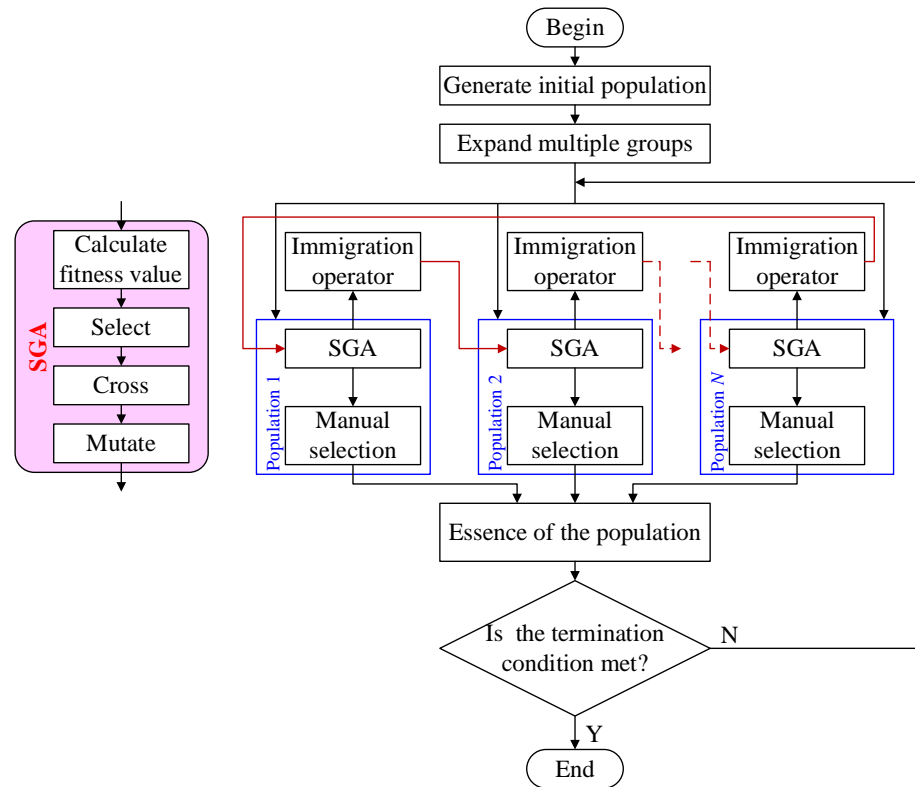 Begin
Generate initial population
Expand multiple groups
Calculate
fitness value
Select
Cross
Mutate
SGA
Immigration
operator
SGA
Manual
selection
Population 1
Immigration
operator
SGA
Manual
selection
Population 2
Immigration
operator
SGA
Manual
selection
Population N
Essence of the population
Is the termination
condition met?
N
Y
End